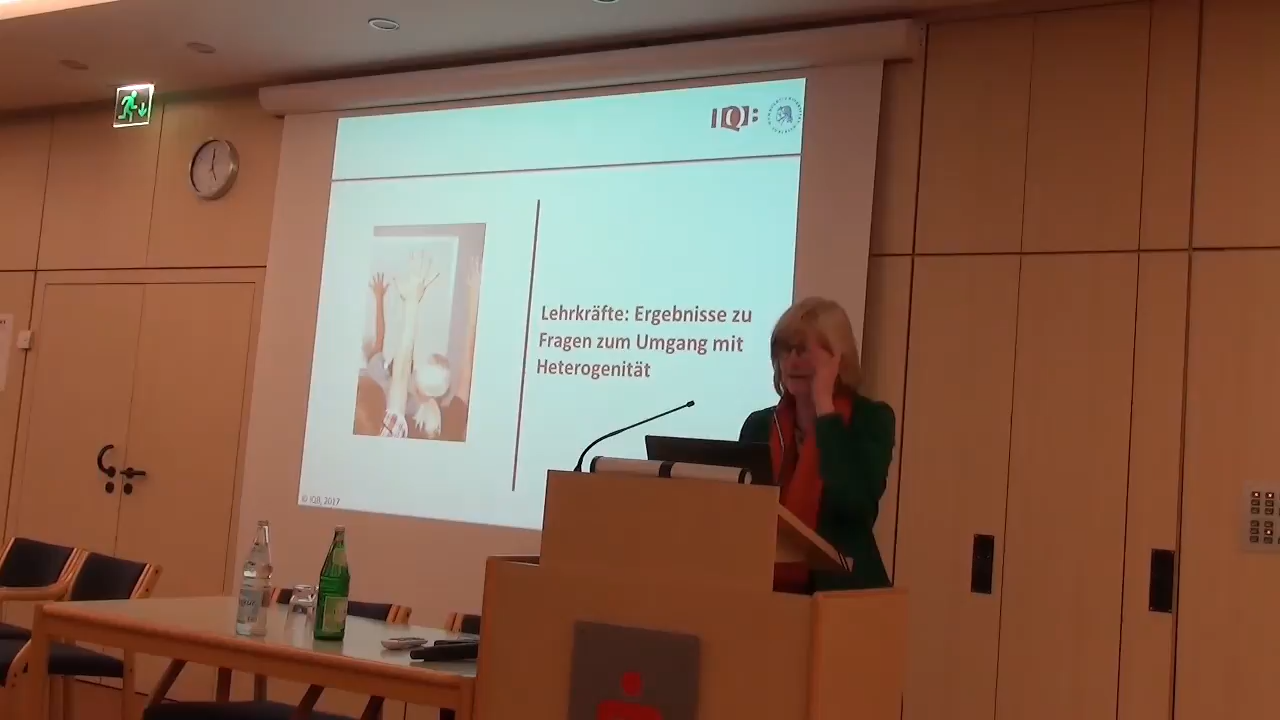 IQB
Lehrkräfte: Ergebnisse zu
Fragen zum Umgang mit
Heterogenität
© IQB, 2017